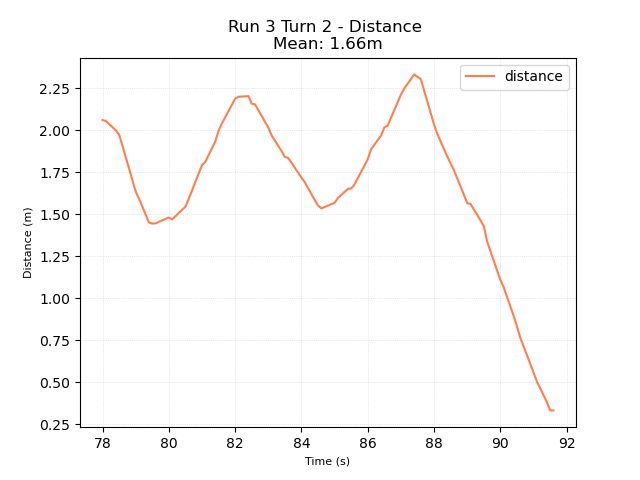 Run 3 Turn 2 - Distance
Mean: 1.66m
distance
2.25
2.00
1.75
1.50
1.25
1.00
0.75
0.50
0.25
Distance (m)
78 80 82 84 86 88 90 92
Time (s)